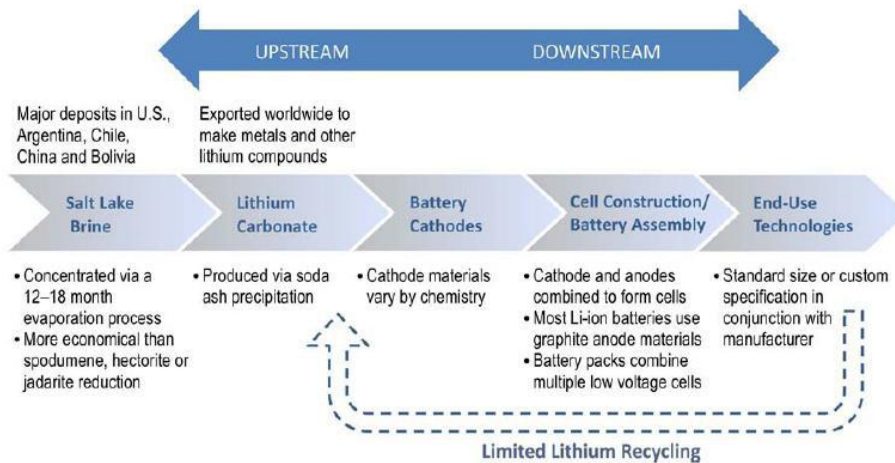 UPSTREAM
DOWNSTREAM
Major deposits in U.S.,
Argentina, Chile,
China and Bolivia
Exported worldwide to
make metals and other
lithium compounds
Salt Lake
Brine
Lithium
Carbonate
Battery
Cathodes
Cell Construction/
Battery Assembly
End-Use
Technologies
• Concentrated via a
12–18 month
evaporation process
• More economical than
spodumene, hectorite or
jadarite reduction
• Produced via soda
ash precipitation
• Cathode materials
vary by chemistry
• Cathode and anodes
combined to form cells
• Most Li-ion batteries use
graphite anode materials
• Battery packs combine
multiple low voltage cells
• Standard size or custom
specification in
conjunction with
manufacturer
Limited Lithium Recycling